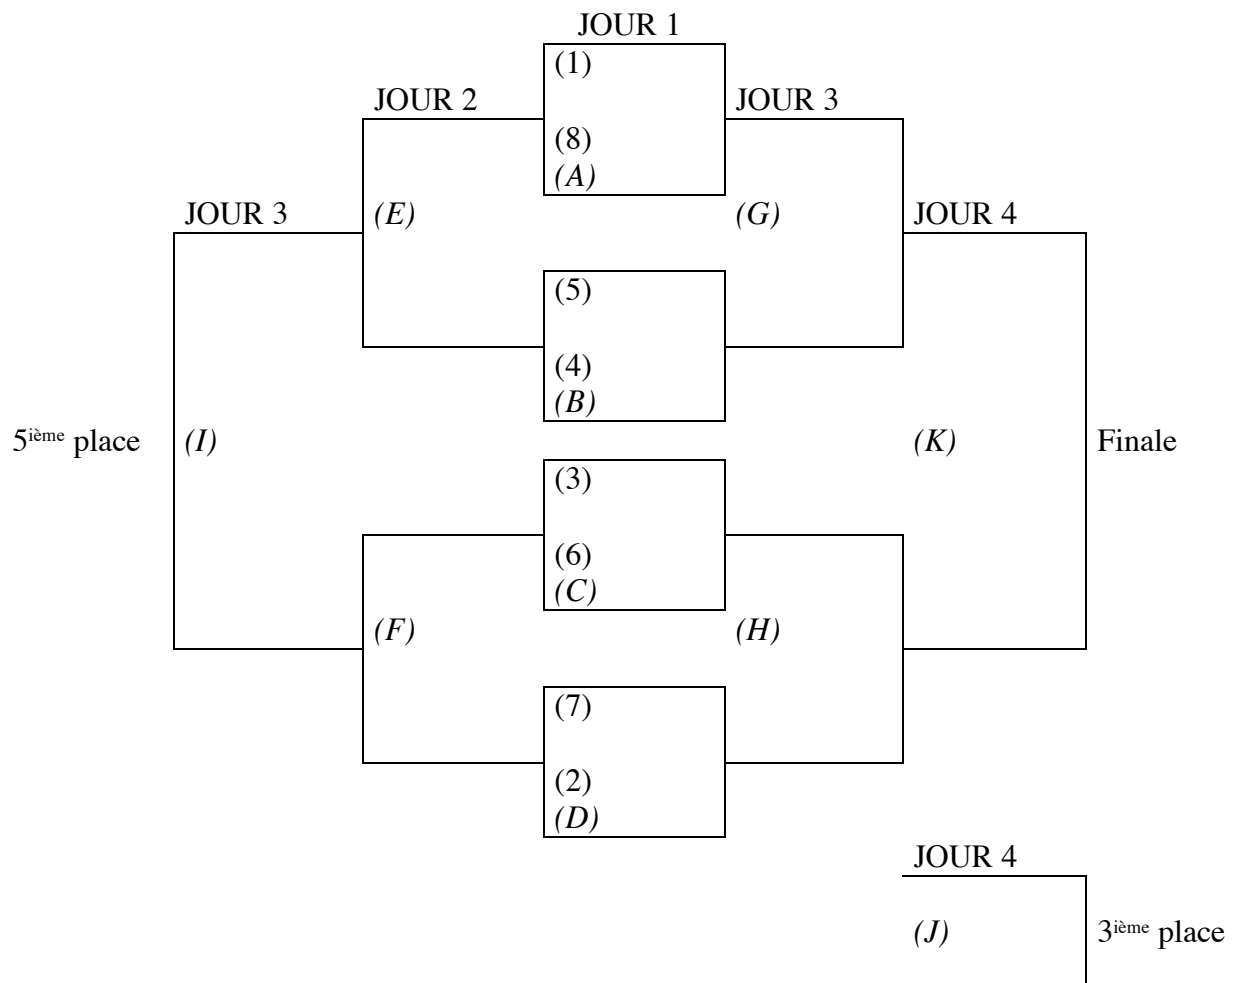 JOUR 1
(1)
JOUR 2
JOUR 3
(8)
(A)
JOUR 3
(E)
(G)
JOUR 4
(5)
(4)
(B)
5ième place
(I)
(K)
Finale
(3)
(6)
(C)
(F)
(H)
(7)
(2)
(D)
JOUR 4
(J)
3ième place